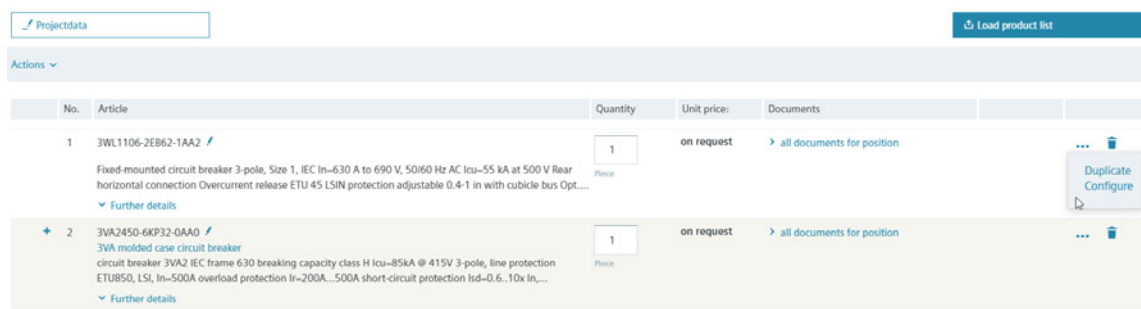 Projectdata
Load product list
Actions
No. Article Quantity Unit price: Documents
1 3WL1106-2EB62-1AA2 1 on request all documents for position ...
Fixed-mounted circuit breaker 3-pole, Size 1, IEC In=630 A to 690 V, 50/60 Hz AC Icu=55 kA at 500 V Rear Piece
horizontal connection Overcurrent release ETU 45 LSIN protection adjustable 0.4-1 in with cubicle bus Opt....
Further details
Duplicate
Configure
2 3VA2450-6KP32-0AA0 1 on request all documents for position ...
3VA molded case circuit breaker
circuit breaker 3VA2 IEC frame 630 breaking capacity class H Icu=85kA @ 415V 3-pole, line protection Piece
ETU850, LSI, In=500A overload protection Ir=200A...500A short-circuit protection Isd=0.6..10x In,...
Further details